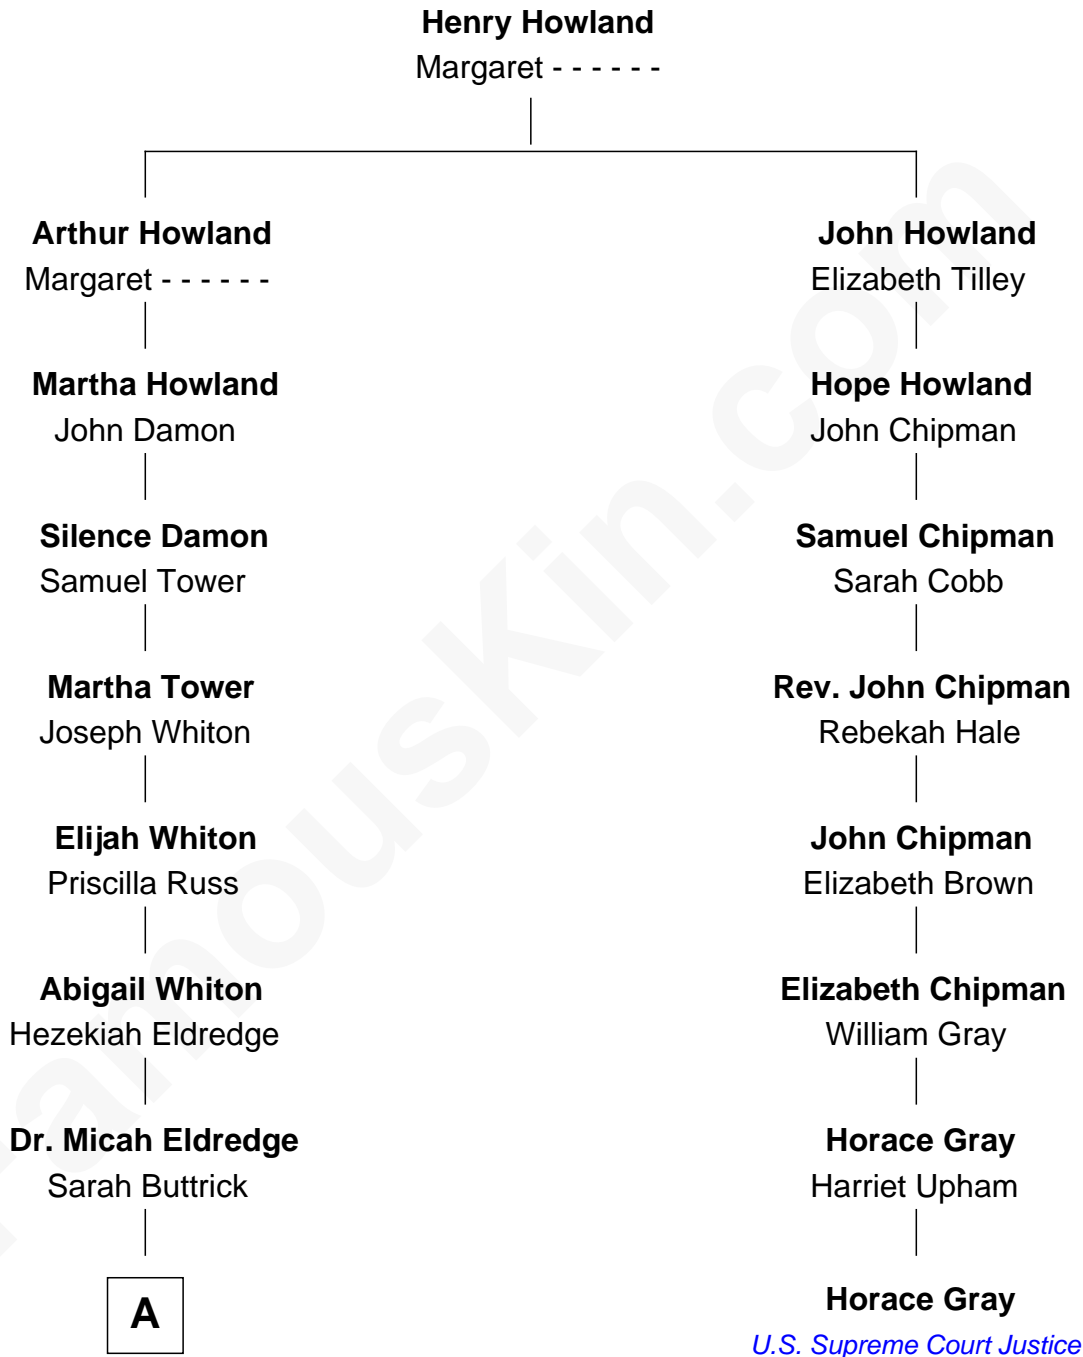 Henry Howland
Margaret - - - - - -
Arthur Howland
Margaret - - - - - -
John Howland
Elizabeth Tilley
Martha Howland
John Damon
Hope Howland
John Chipman
Silence Damon
Samuel Tower
Samuel Chipman
Sarah Cobb
Martha Tower
Joseph Whiton
Rev. John Chipman
Rebekah Hale
Elijah Whiton
Priscilla Russ
John Chipman
Elizabeth Brown
Abigail Whiton
Hezekiah Eldredge
Elizabeth Chipman
William Gray
Dr. Micah Eldredge
Sarah Buttrick
Horace Gray
Harriet Upham
A
Horace Gray
U.S. Supreme Court Justice
FamousKin.com